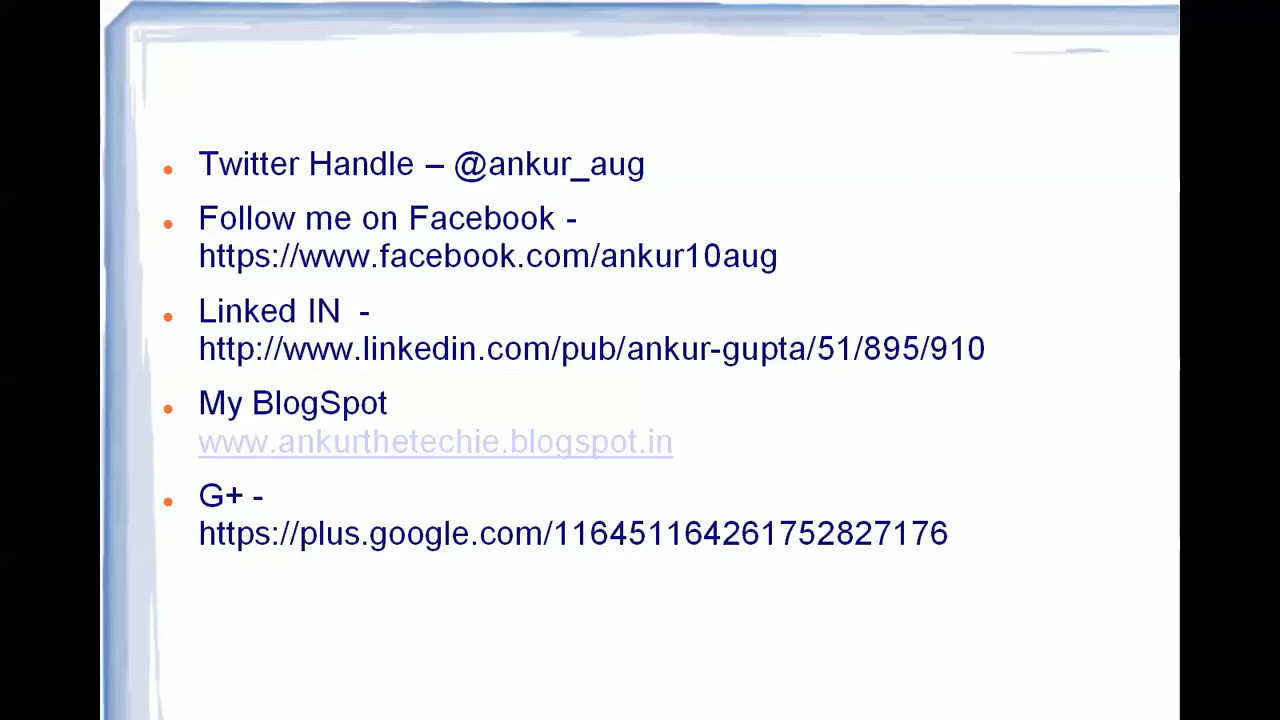 Twitter Handle – @ankur_aug
Follow me on Facebook -
https://www.facebook.com/ankur10aug
Linked IN  -
http://www.linkedin.com/pub/ankur-gupta/51/895/910
My BlogSpot
www.ankurthetechie.blogspot.in
G+ -
https://plus.google.com/116451164261752827176